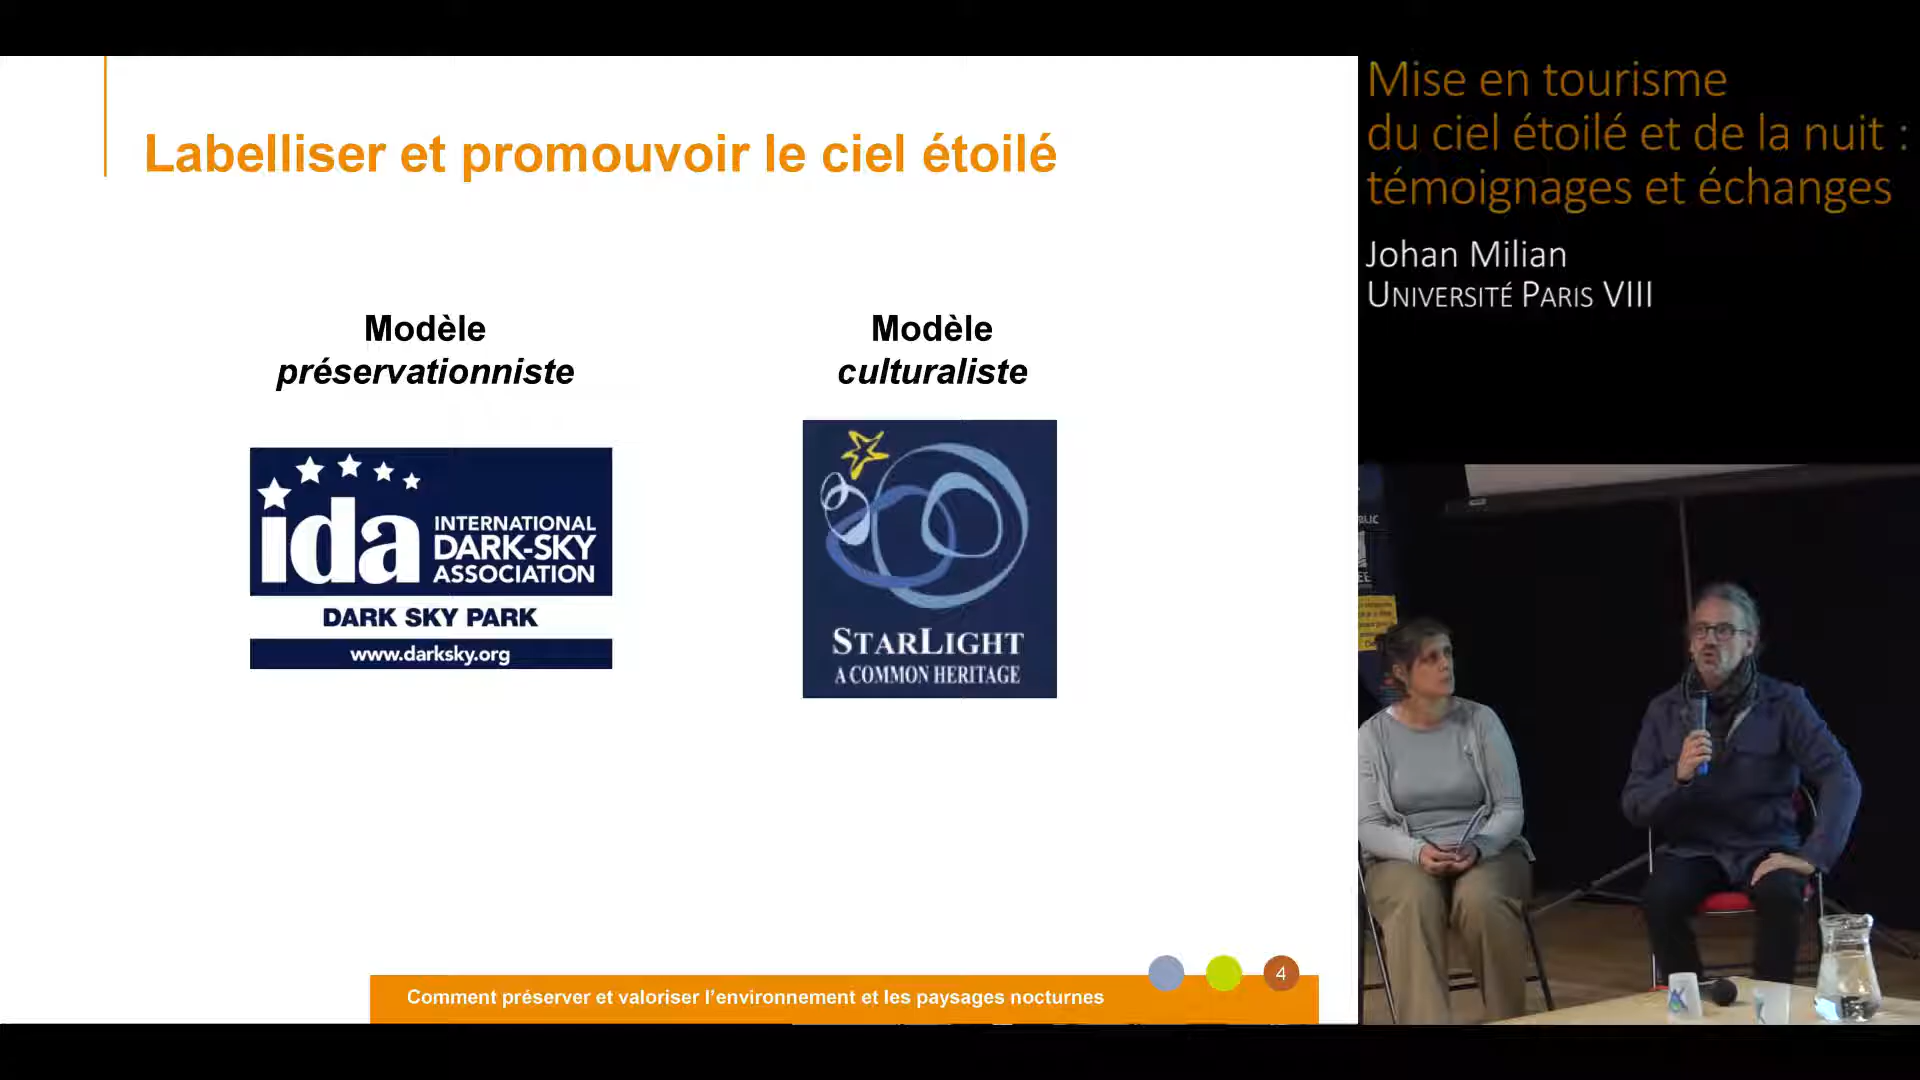 Labelliser et promouvoir le ciel étoilé
Modèle
préservationniste
ida
INTERNATIONAL
DARK-SKY
ASSOCIATION
DARK SKY PARK
www.darksky.org
Modèle
culturaliste
STARLIGHT
A COMMON HERITAGE
Comment préserver et valoriser l'environnement et les paysages nocturnes
4
Mise en tourisme
du ciel étoilé et de la nuit :
témoignages et échanges
Johan Milian
UNIVERSITÉ PARIS VIII